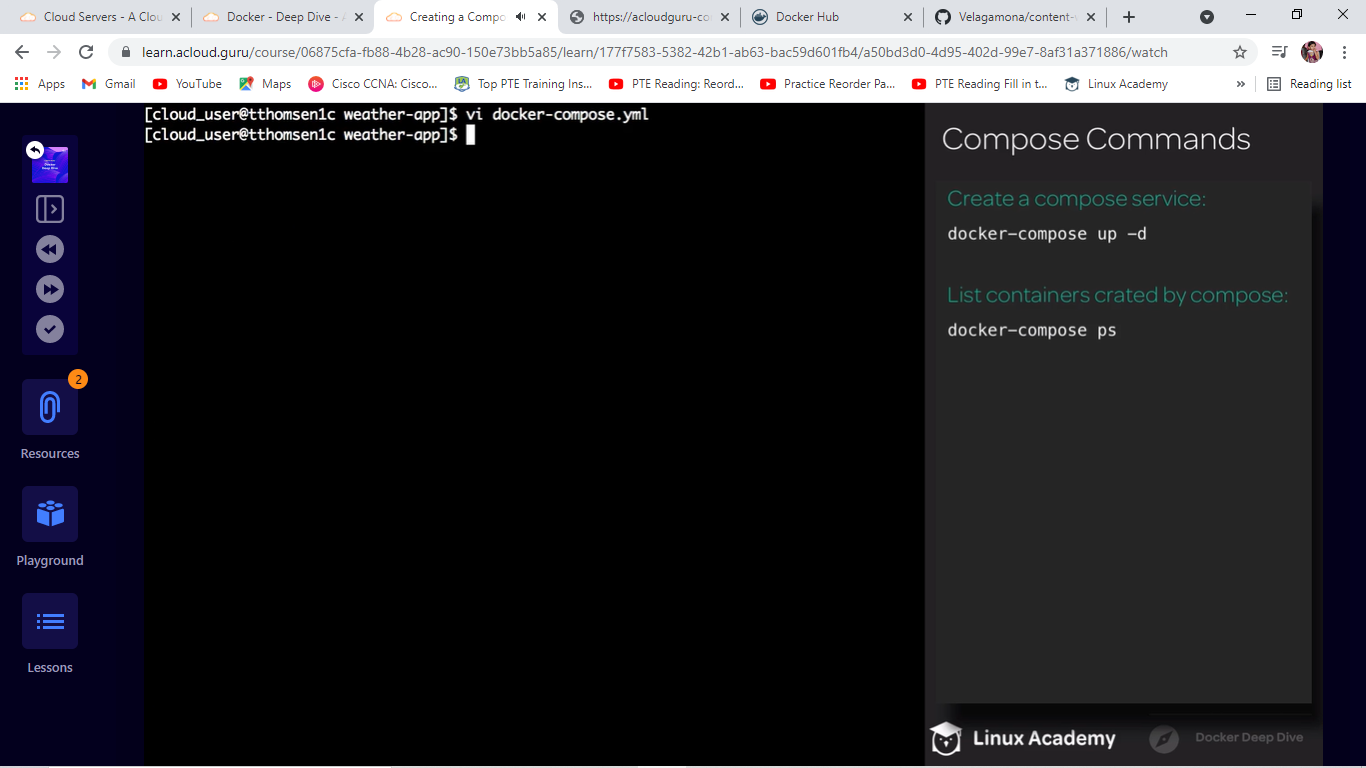 Cloud Servers - A Clou
Docker - Deep Dive - A
Creating a Compo
https://acloudguru-co
Docker Hub
Velagamona/content-
learn.acloud.guru/course/06875cfa-fb88-4b28-ac90-150e73bb5a85/learn/177f7583-5382-42b1-ab63-bac59d601fb4/a50bd3d0-4d95-402d-99e7-8af31a371886/watch
Apps
Gmail
YouTube
Maps
Cisco CCNA: Cisco...
Top PTE Training Ins...
PTE Reading: Reord...
Practice Reorder Pa...
PTE Reading Fill in t...
Linux Academy
»
Reading list
[cloud_user@tthomsen1c weather-app]$ vi docker-compose.yml
[cloud_user@tthomsen1c weather-app]$
Docker
Deep Dive
2
Resources
Playground
Lessons
Compose Commands
Create a compose service:
docker-compose up -d
List containers crated by compose:
docker-compose ps
Linux Academy
Docker Deep Dive